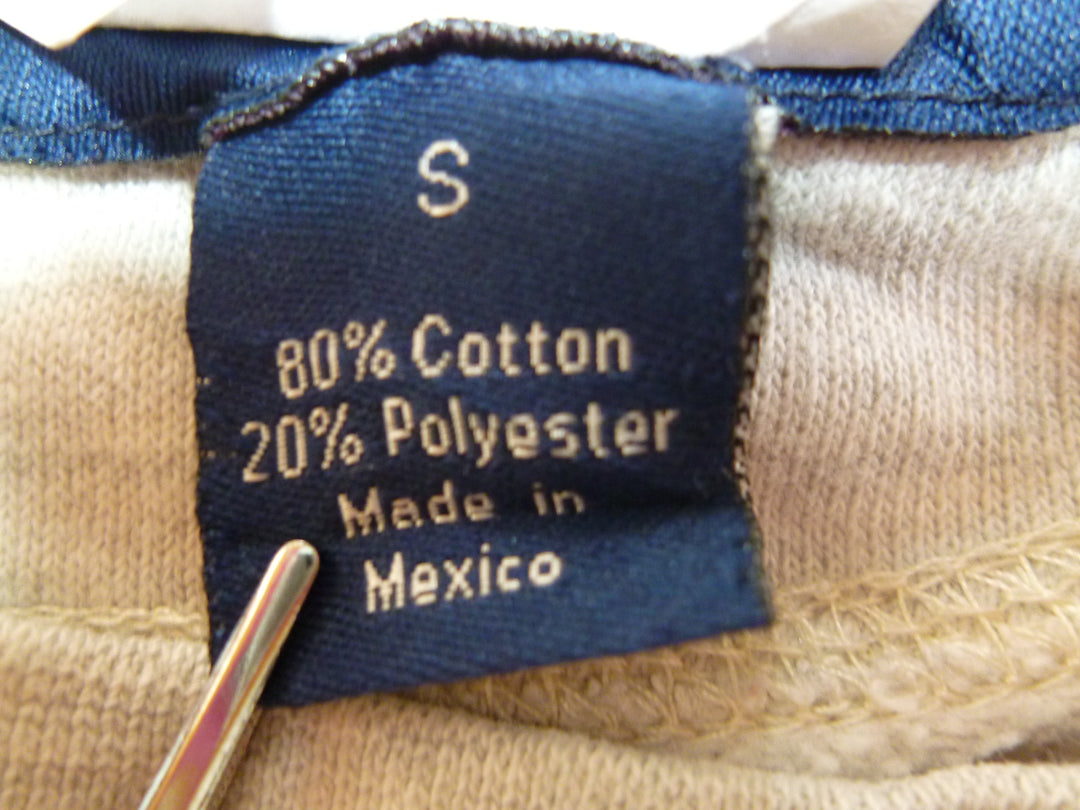 S
80% Cotton
20% Polyester
Made in
Mexico